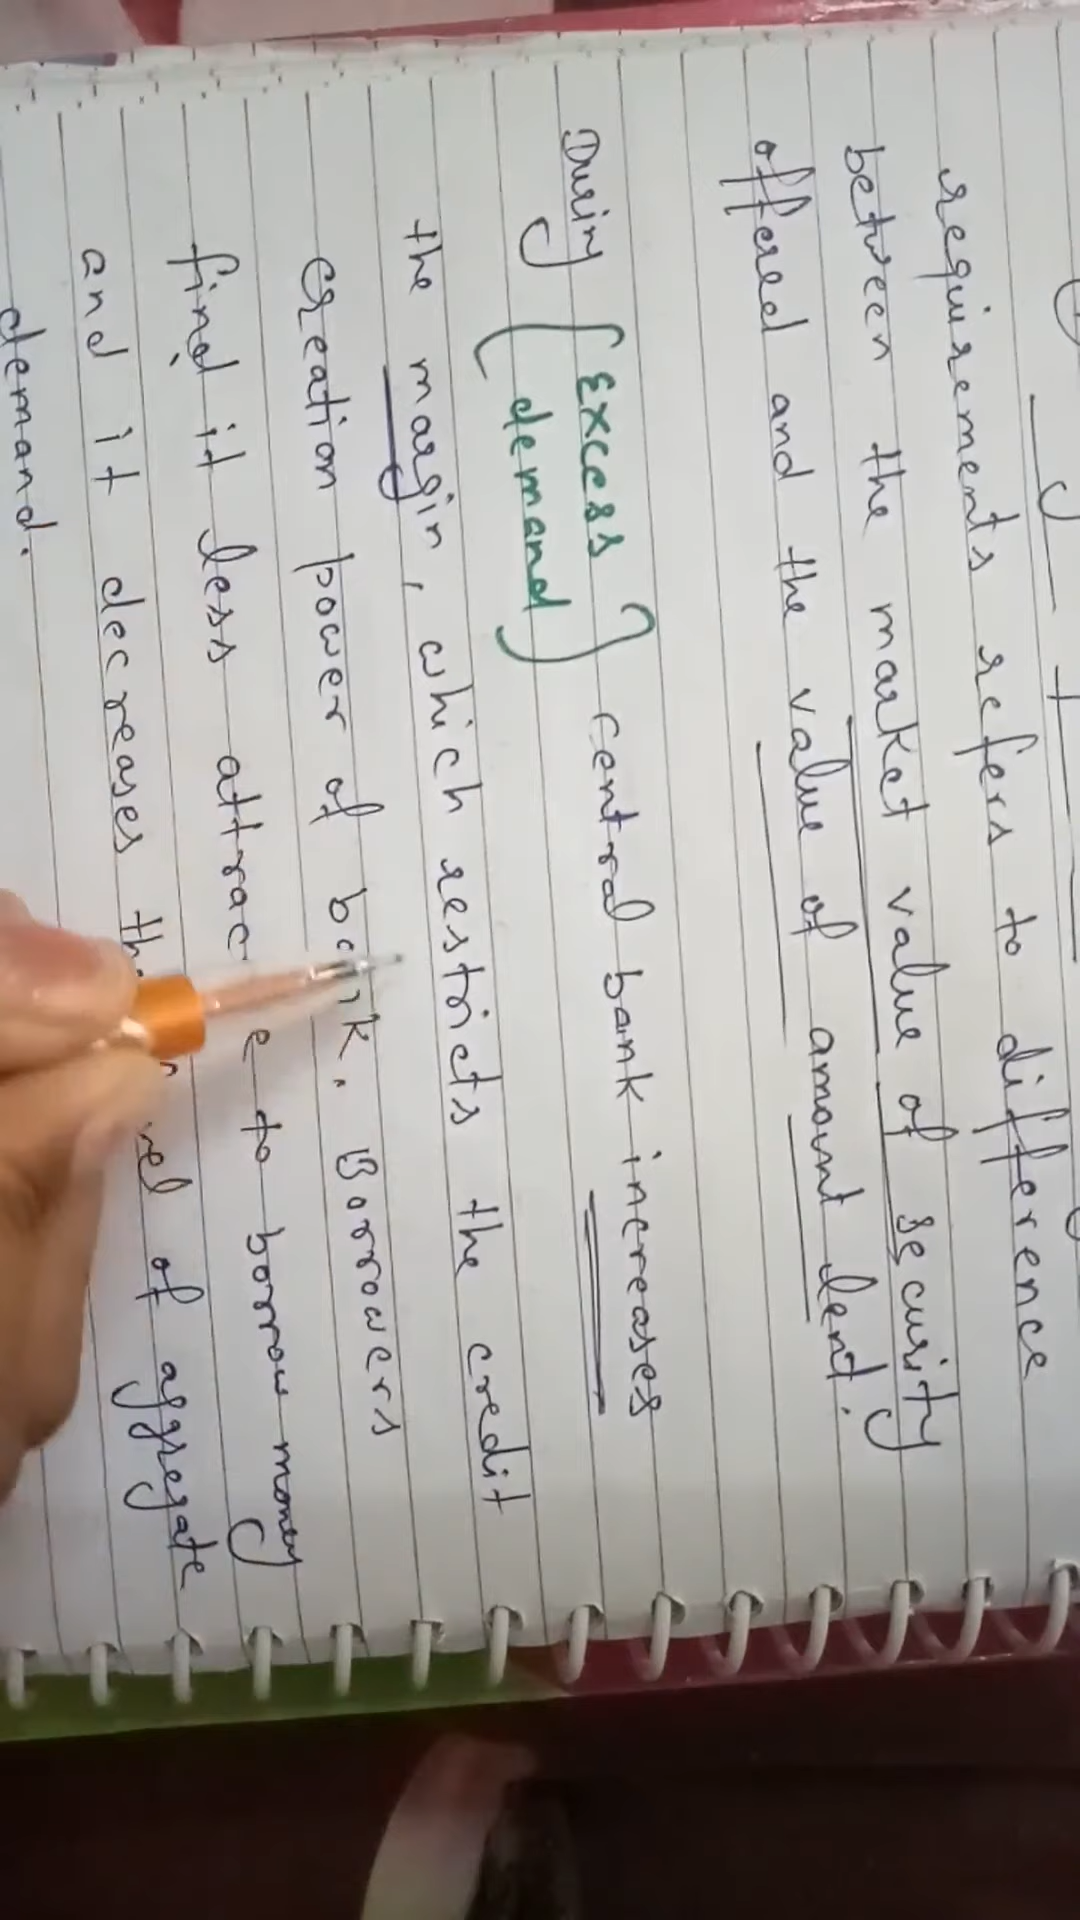 requirements refers to difference
between the market value of security
offered and the value of amount lent.
During {Excess demand} central bank increases
the margin, which restricts the credit
creation power of bank. Borrowers
find it less attrac e to borrow money
and it decreases the el of aggregate
demand.